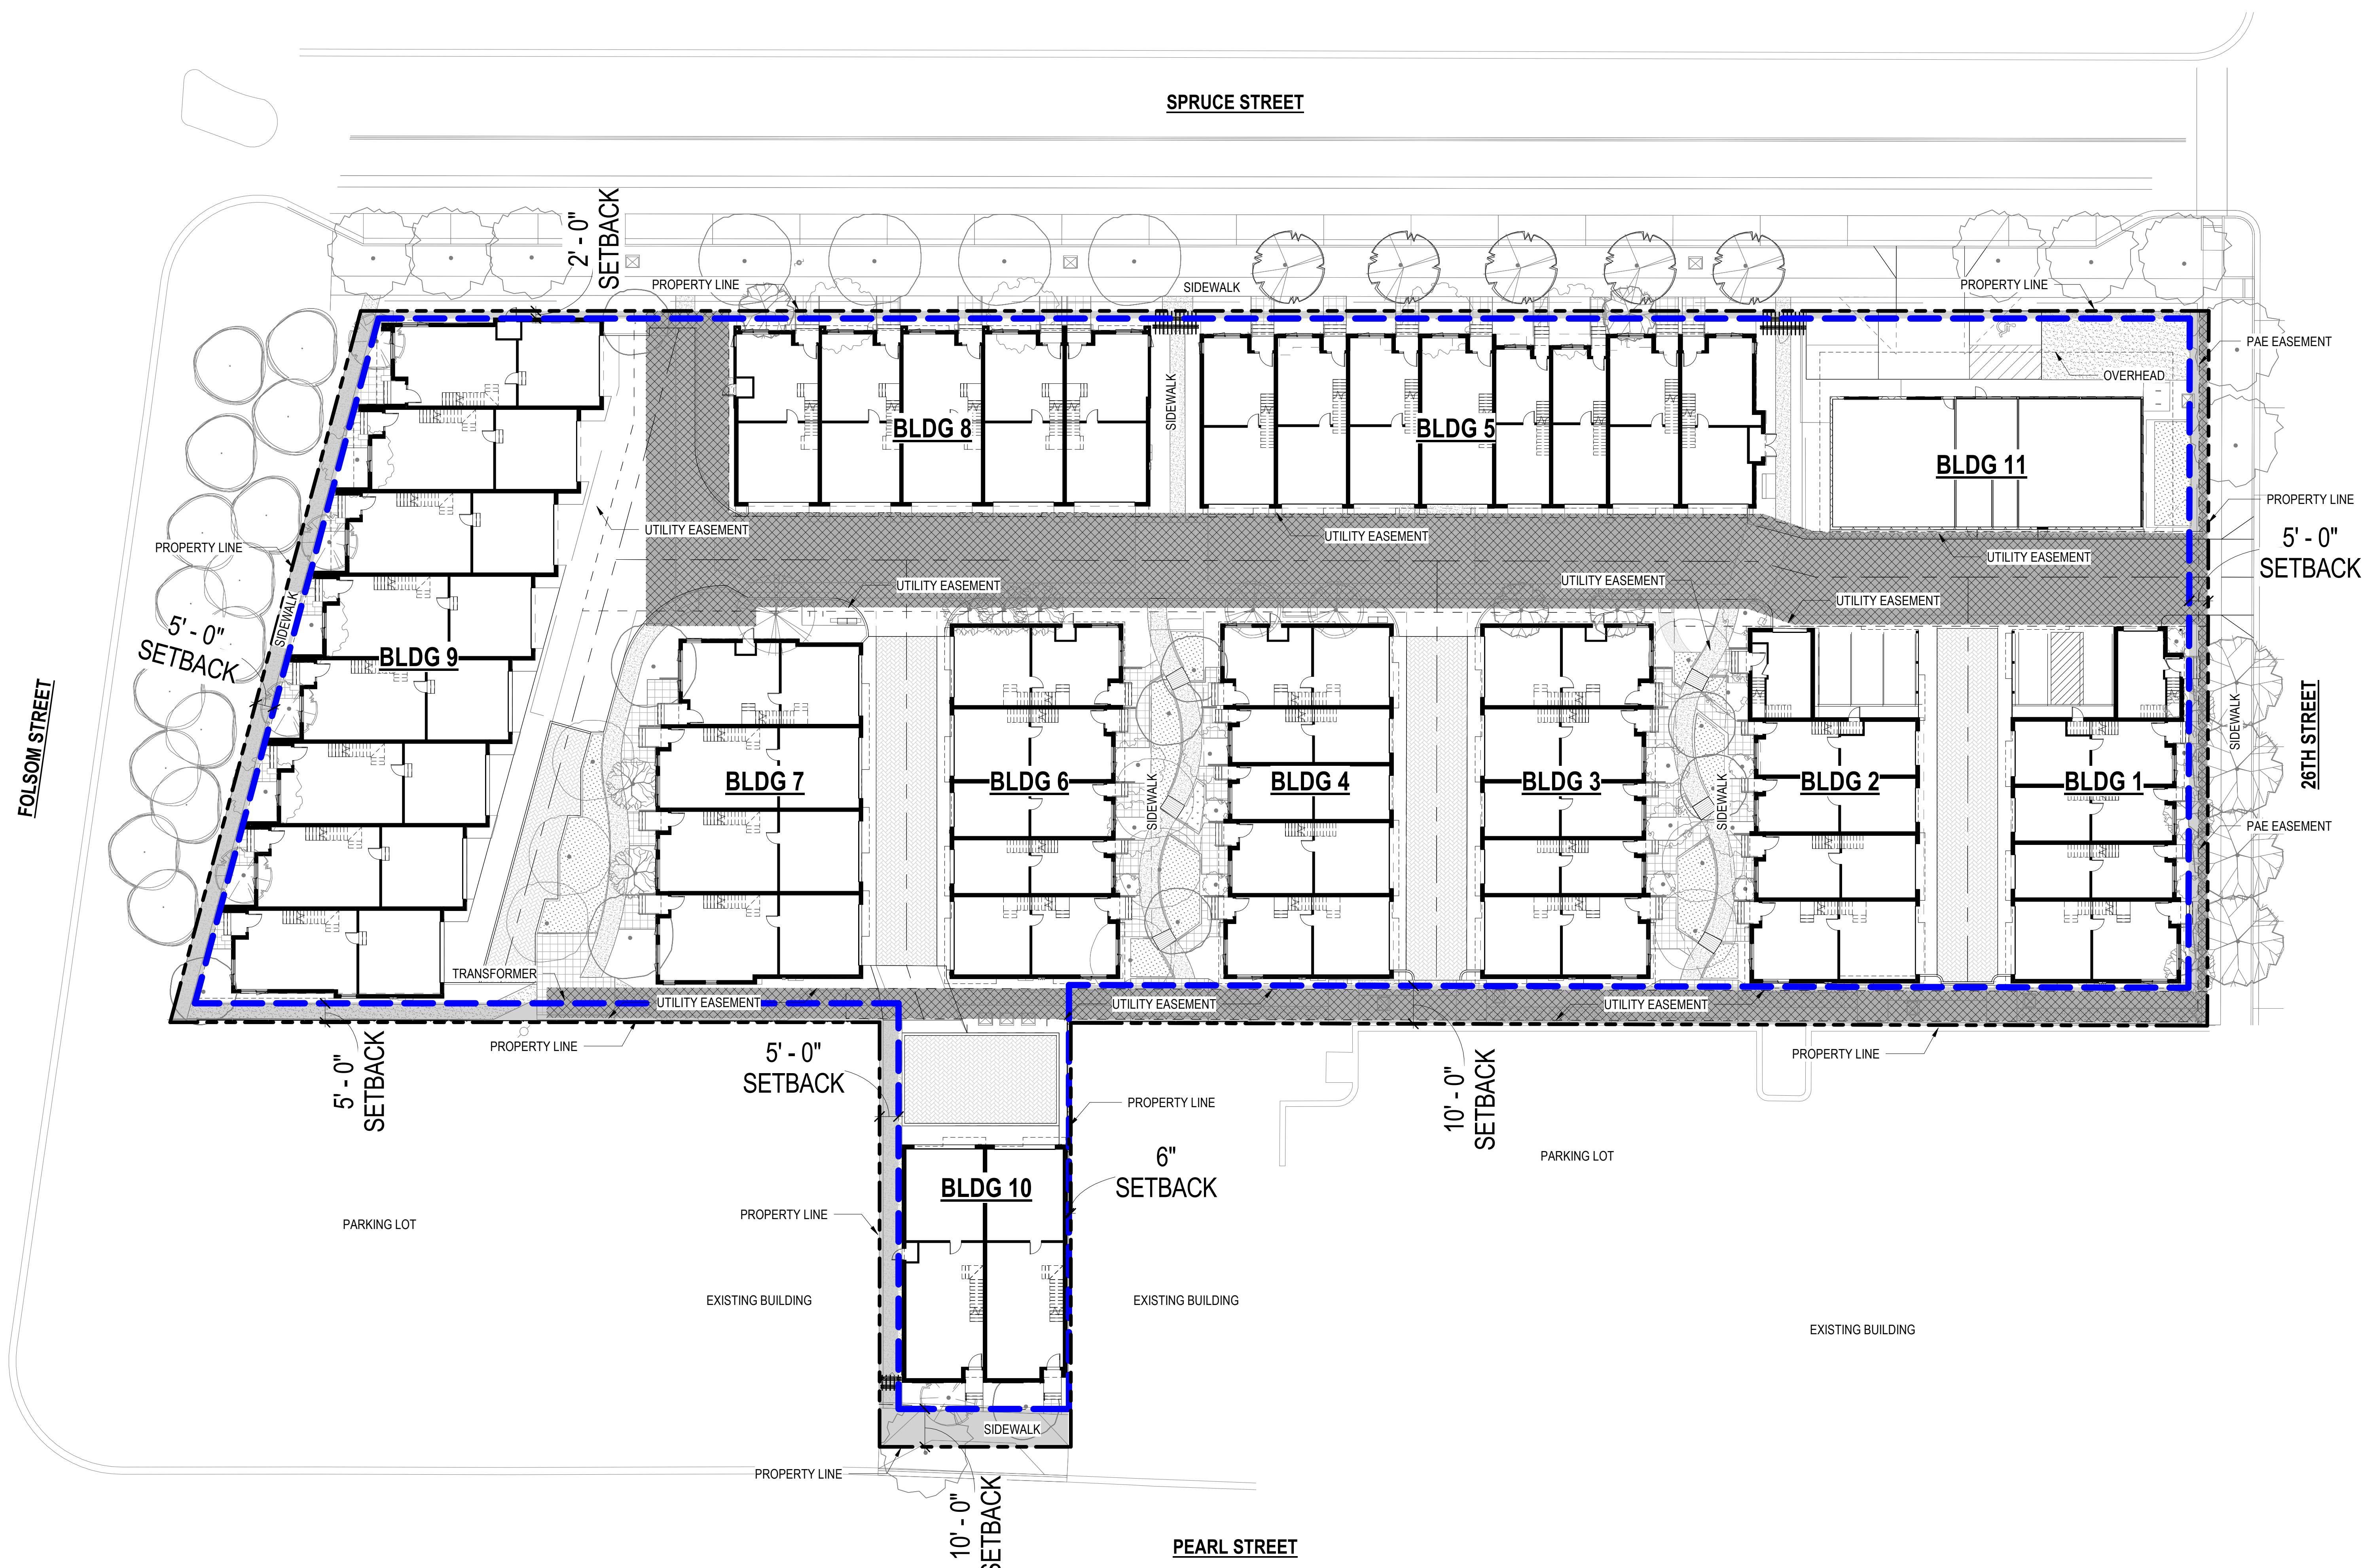 SPRUCE STREET
2' - 0"
SETBACK
PROPERTY LINE
SIDEWALK
PROPERTY LINE
PAE EASEMENT
OVERHEAD
SIDEWALK
BLDG 8
BLDG 5
BLDG 11
PROPERTY LINE
UTILITY EASEMENT
UTILITY EASEMENT
UTILITY EASEMENT
5' - 0"
SETBACK
PROPERTY LINE
UTILITY EASEMENT
UTILITY EASEMENT
UTILITY EASEMENT
SIDEWALK
5' - 0"
SETBACK
BLDG 9
FOLSOM STREET
SIDEWALK
26TH STREET
BLDG 7
BLDG 6
SIDEWALK
BLDG 4
BLDG 3
SIDEWALK
BLDG 2
BLDG 1
PAE EASEMENT
TRANSFORMER
UTILITY EASEMENT
UTILITY EASEMENT
UTILITY EASEMENT
PROPERTY LINE
5' - 0"
SETBACK
5' - 0"
SETBACK
PROPERTY LINE
10' - 0"
SETBACK
PROPERTY LINE
PARKING LOT
6"
SETBACK
BLDG 10
PROPERTY LINE
PARKING LOT
EXISTING BUILDING
EXISTING BUILDING
EXISTING BUILDING
SIDEWALK
PROPERTY LINE
10' - 0"
SETBACK
PEARL STREET